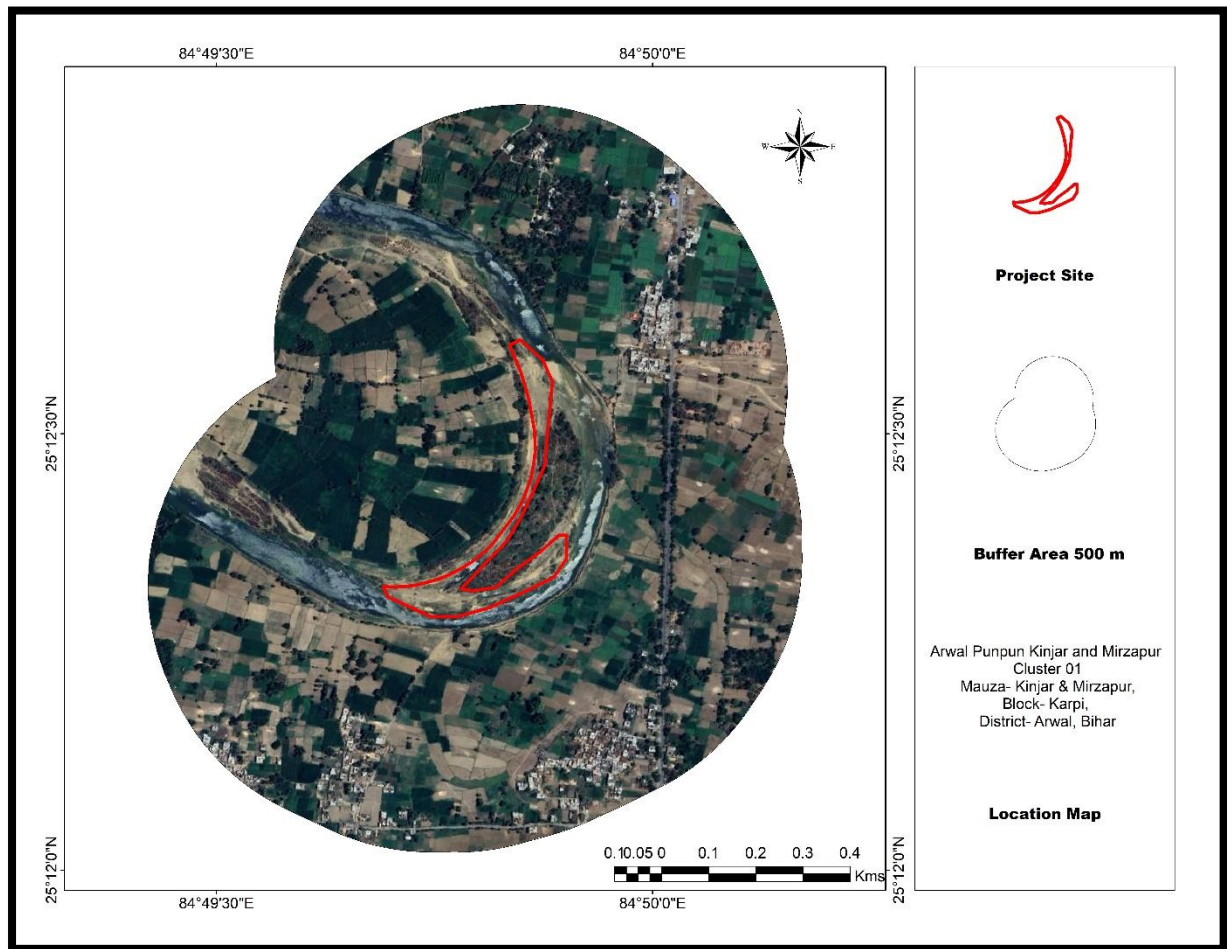 84°49'30"E
84°50'0"E
N
W
E
S
25°12'30"N
25°12'30"N
25°12'0"N
25°12'0"N
0.10.05 0 0.1 0.2 0.3 0.4
Kms
84°49'30"E
84°50'0"E
Project Site
Buffer Area 500 m
Arwal Punpun Kinjar and Mirzapur
Cluster 01
Mauza- Kinjar & Mirzapur,
Block- Karpi,
District- Arwal, Bihar
Location Map